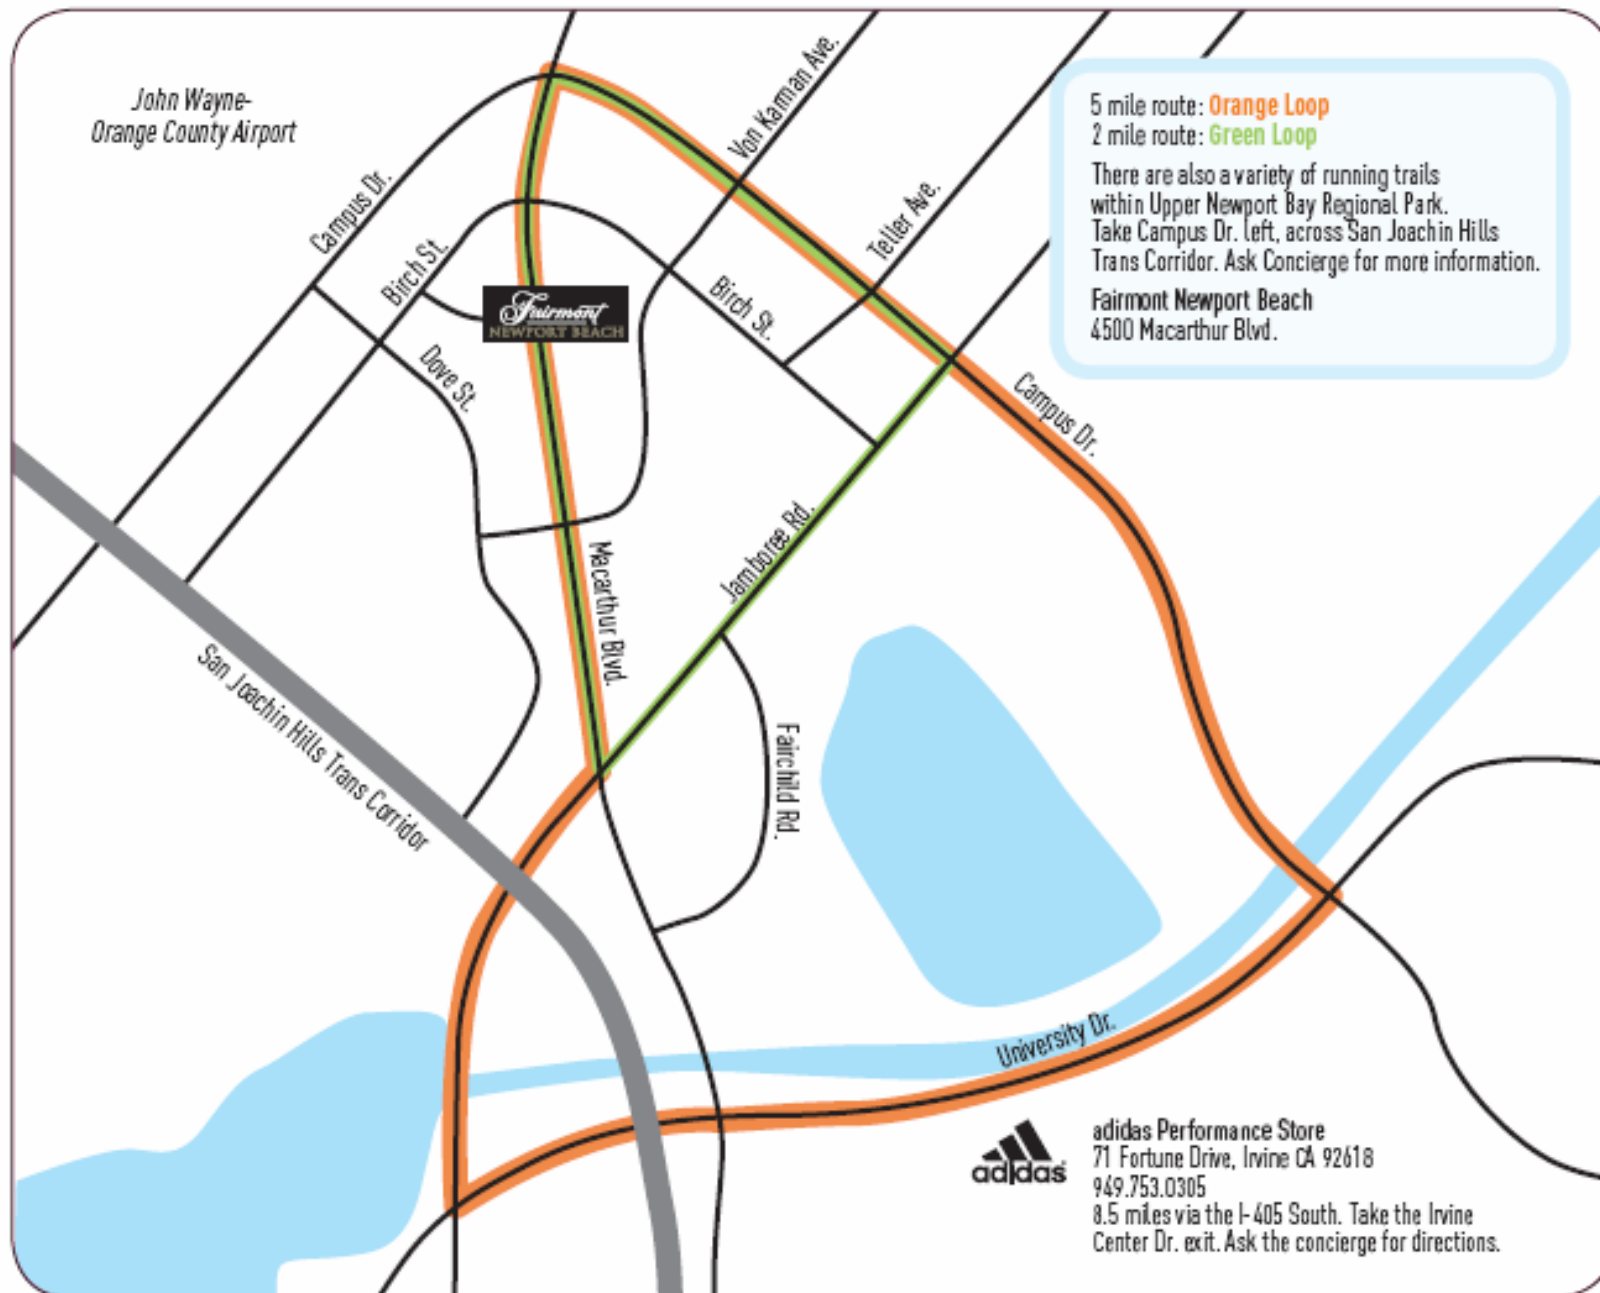 John Wayne-
Orange County Airport
Campus Dr.
Birch St.
Dove St.
Fairmont
NEWPORT BEACH
Von Karman Ave.
Teller Ave.
Birch St.
Campus Dr.
Jamboree Rd.
Macarthur Blvd.
Fairchild Rd.
San Joachin Hills Trans Corridor
University Dr.
5 mile route: Orange Loop
2 mile route: Green Loop
There are also a variety of running trails
within Upper Newport Bay Regional Park.
Take Campus Dr. left, across San Joachin Hills
Trans Corridor. Ask Concierge for more information.
Fairmont Newport Beach
4500 Macarthur Blvd.
adidas
adidas Performance Store
71 Fortune Drive, Irvine CA 92618
949.753.0305
8.5 miles via the I-405 South. Take the Irvine
Center Dr. exit. Ask the concierge for directions.